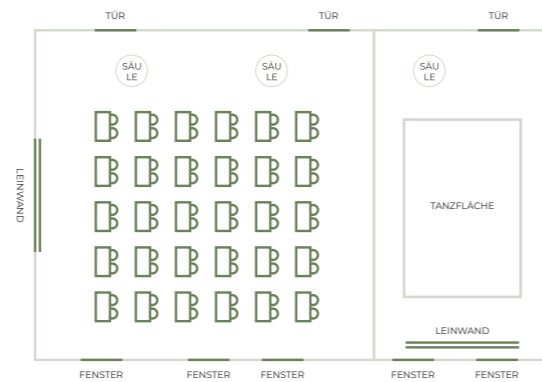 TÜR
TÜR
TÜR
SÄU
LE
SÄU
LE
SÄU
LE
LEINWAND
TANZFLÄCHE
LEINWAND
FENSTER
FENSTER
FENSTER
FENSTER
FENSTER